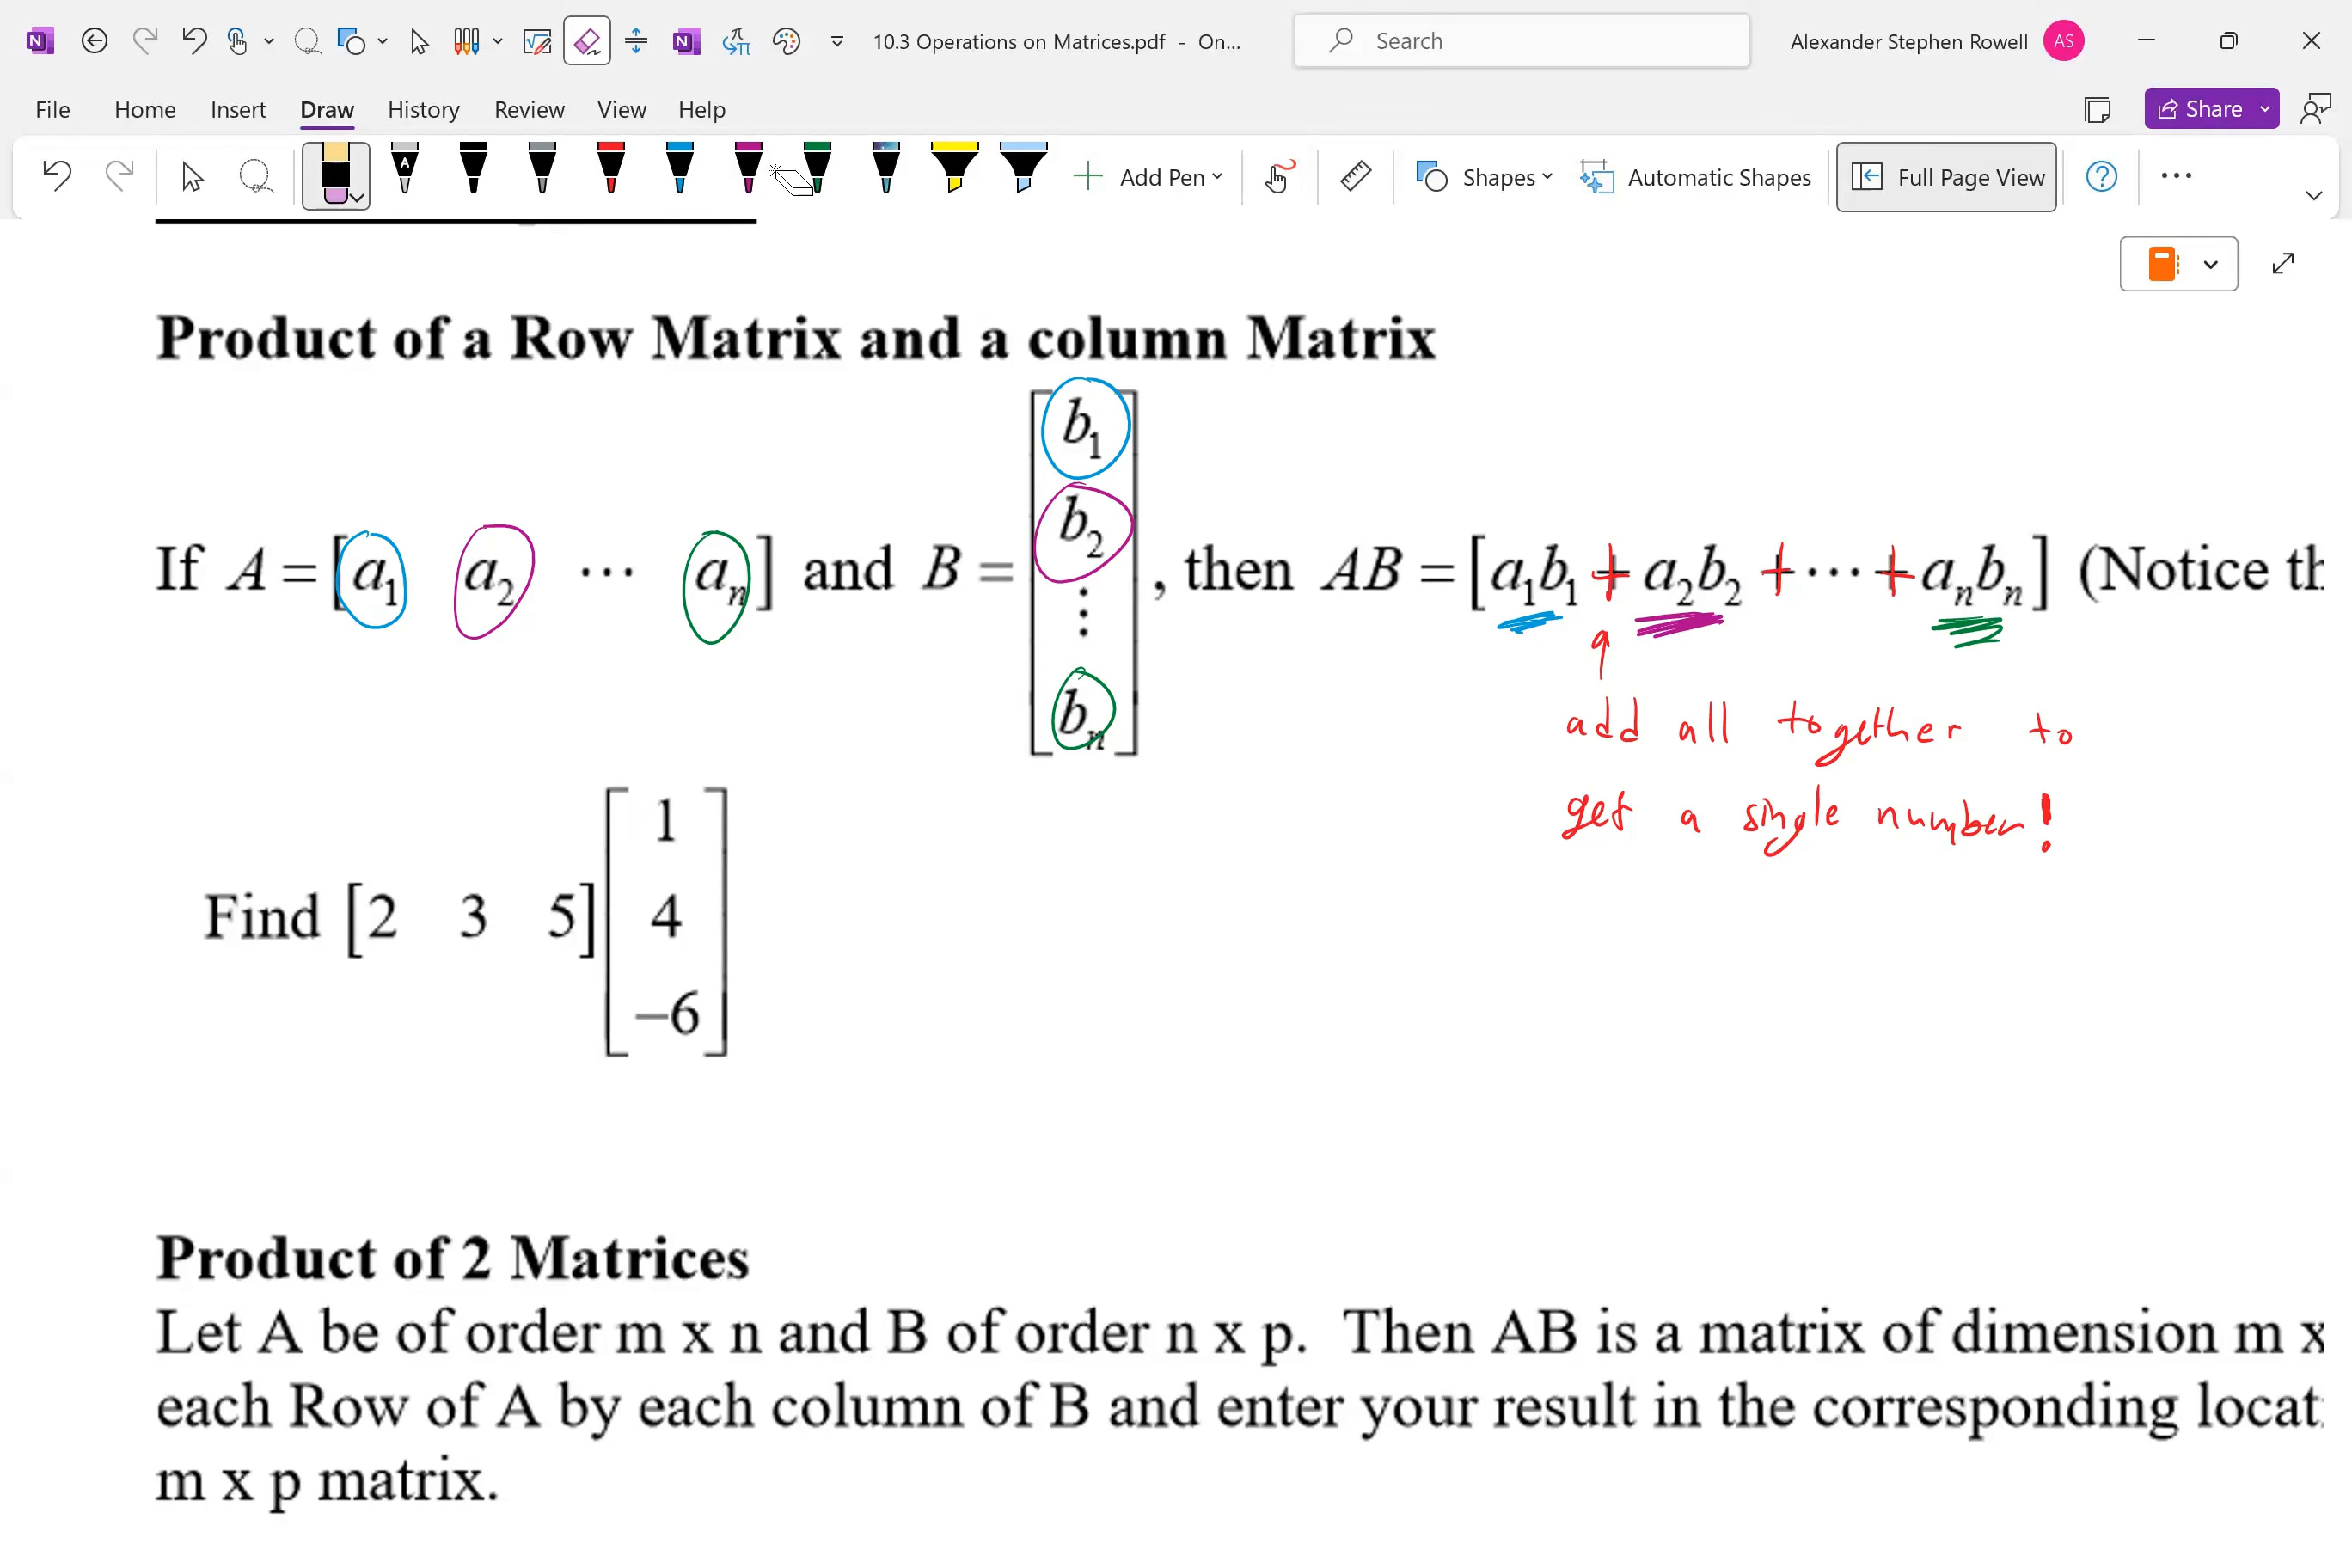 10.3 Operations on Matrices.pdf - On...
Search
Alexander Stephen Rowell
AS
File Home Insert Draw History Review View Help
Share
A
Add Pen
Shapes
Automatic Shapes
Full Page View
Product of a Row Matrix and a column Matrix
If A = [a₁ a₂ ⋯ aₙ] and B = [b₁ b₂ ⋮ bₙ], then AB = [a₁b₁ + a₂b₂ + ⋯ + aₙbₙ] (Notice th
add all together to
get a single number!
Find [2 3 5] [1 4 −6]
Product of 2 Matrices
Let A be of order m x n and B of order n x p. Then AB is a matrix of dimension m x
each Row of A by each column of B and enter your result in the corresponding locat
m x p matrix.